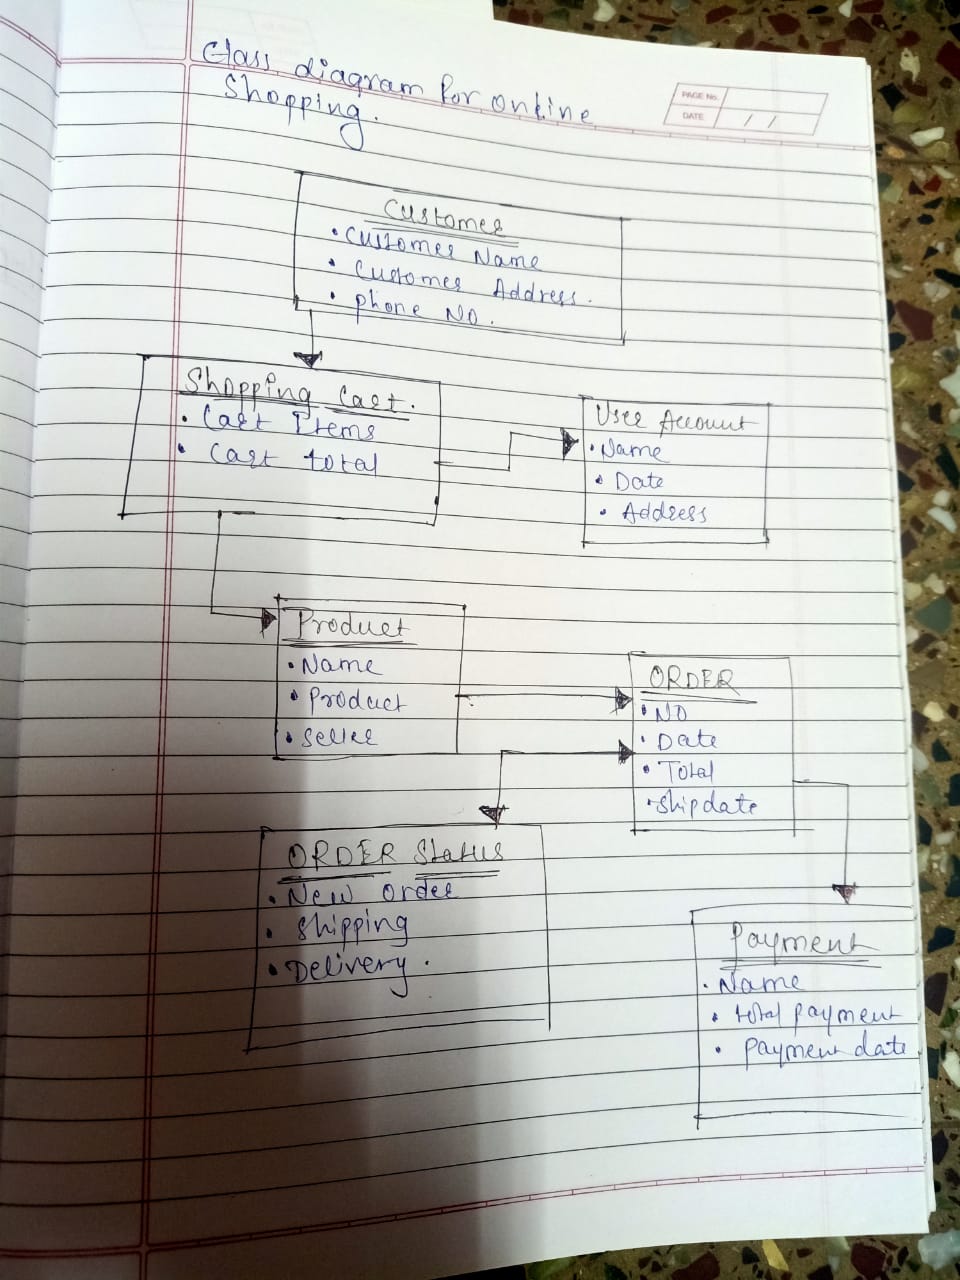 Class diagram for online
Shopping.
PAGE No.
DATE / /
Customer
• Customer Name
• Customer Address.
• phone No.
Shopping Cart.
• Cart Items
• Cart total
User Account
• Name
• Date
• Address
Product
• Name
• Product
• Seller
ORDER
• NO
• Date
• Total
• Shipdate
ORDER Status
• New order
• Shipping
• Delivery.
Payment
• Name
• total payment
• payment date